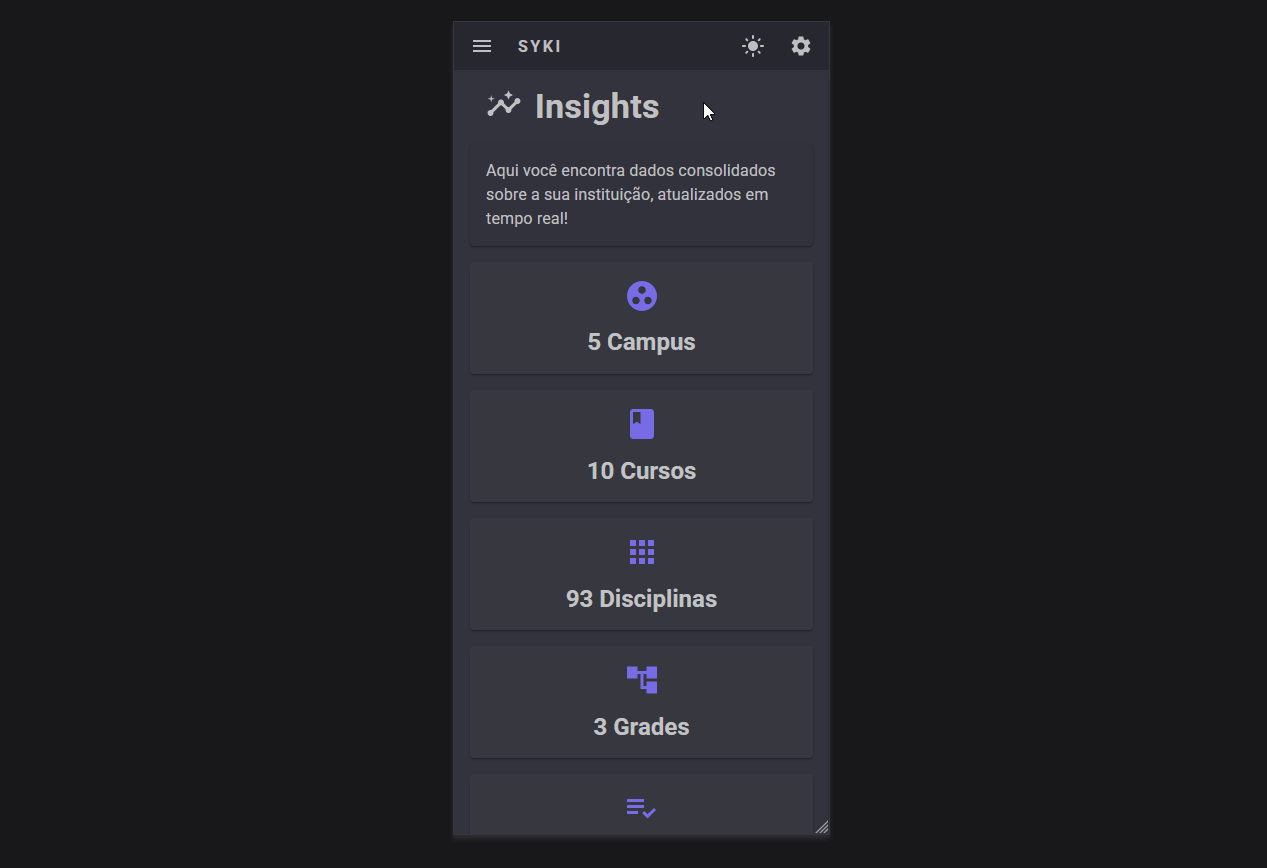 SYKI
Insights
Aqui você encontra dados consolidados
sobre a sua instituição, atualizados em
tempo real!
5 Campus
10 Cursos
93 Disciplinas
3 Grades